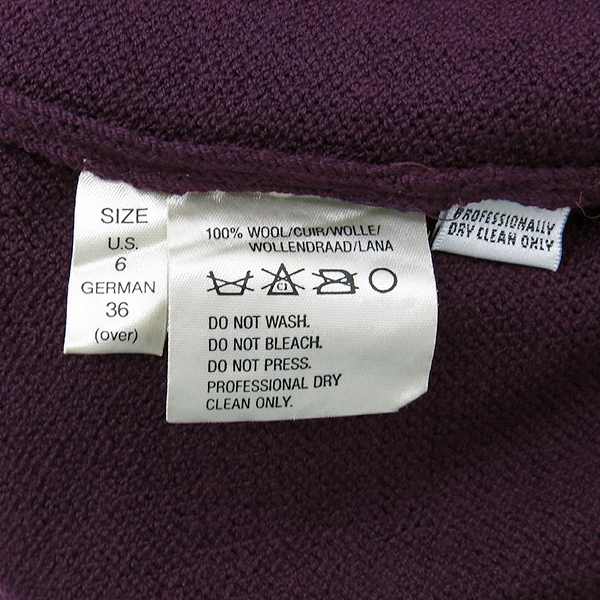 SIZE
U.S.
6
GERMAN
36
(over)
100% WOOL/CUIR/WOLLE/
WOLLENDRAAD/LANA
Cl
DO NOT WASH.
DO NOT BLEACH.
DO NOT PRESS.
PROFESSIONAL DRY
CLEAN ONLY.
PROFESSIONALLY
DRY CLEAN ONLY